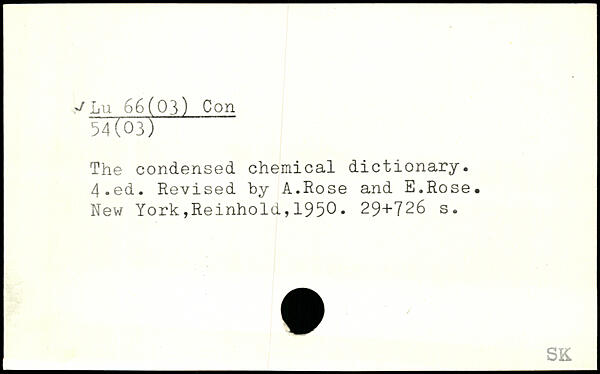 ✓ Lu 66(03) Con
54(03)
The condensed chemical dictionary.
4.ed. Revised by A.Rose and E.Rose.
New York,Reinhold,1950. 29+726 s.
SK